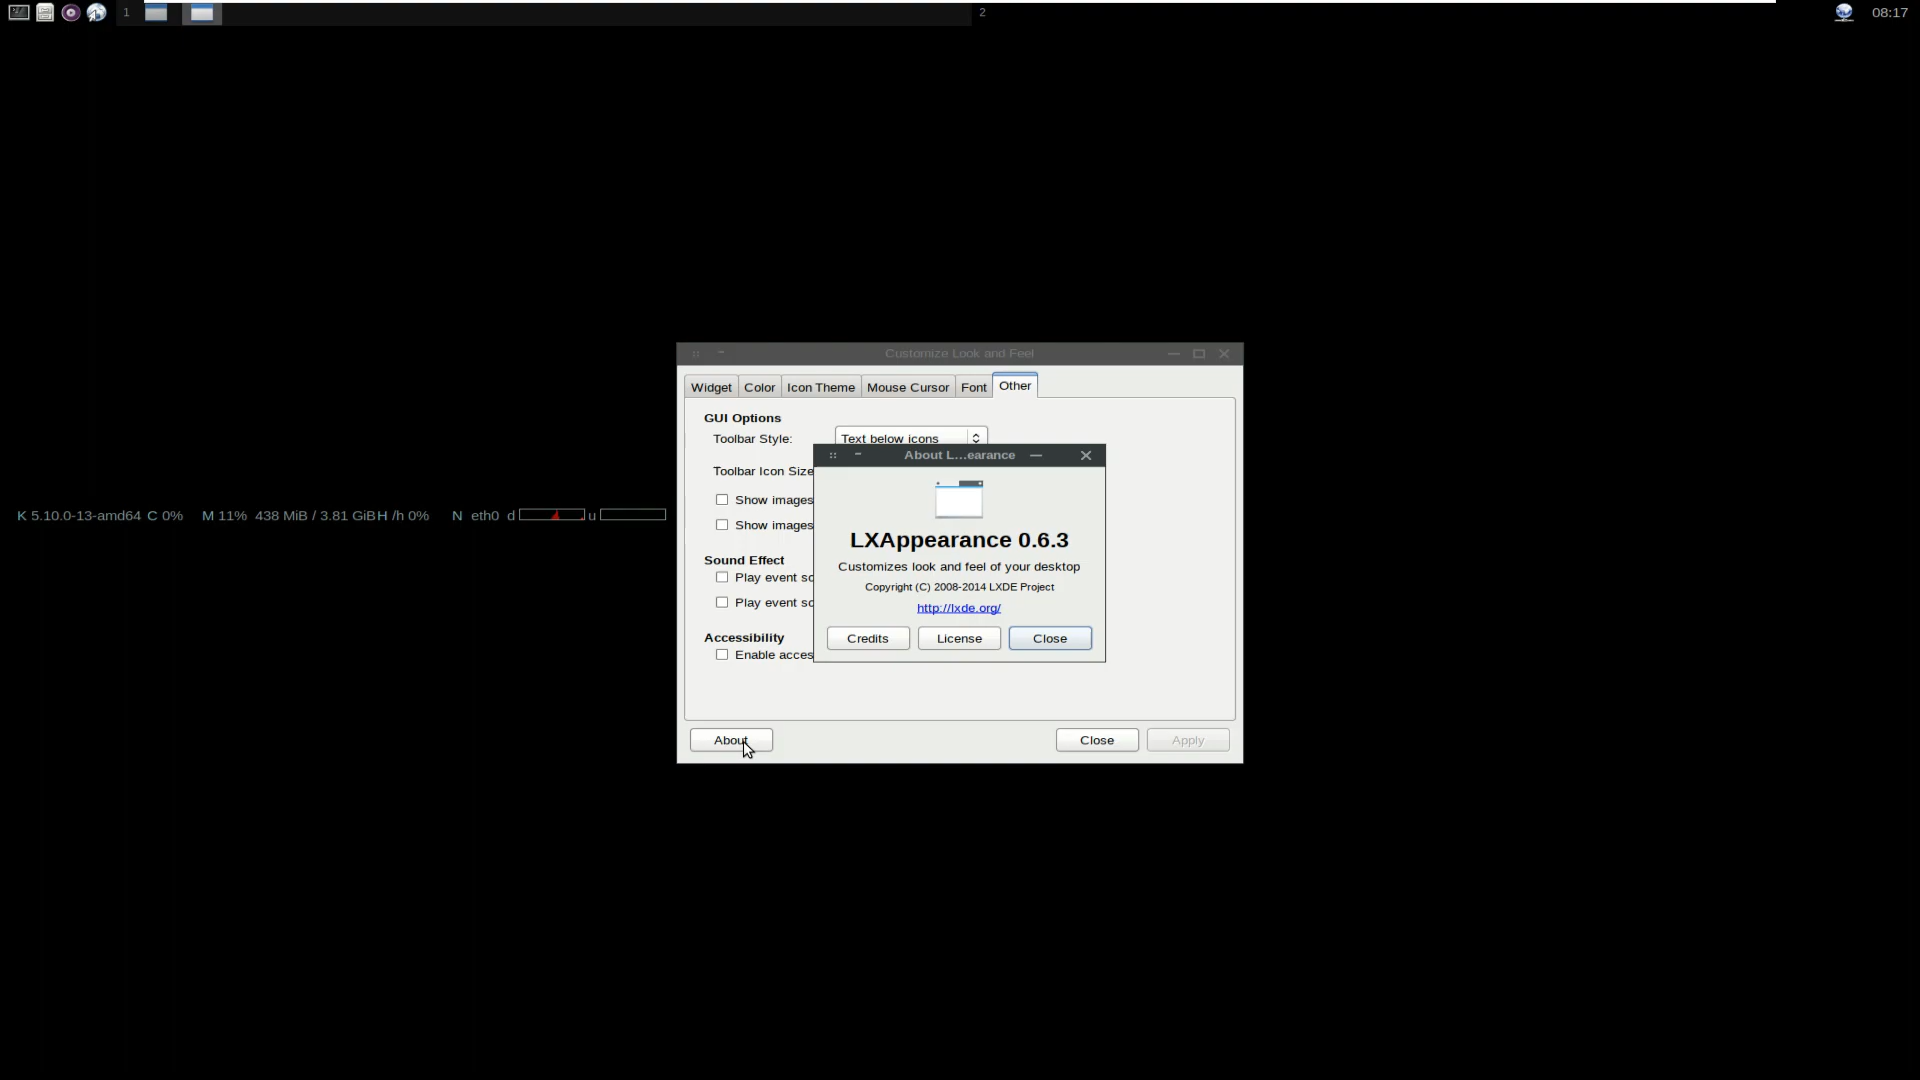 1
2
08:17
Customize Look and Feel
Widget Color Icon Theme Mouse Cursor Font Other
GUI Options
Toolbar Style: Text below icons
About L...earance
Toolbar Icon Size
Show images
K 5.10.0-13-amd64 C 0% M 11% 438 MiB / 3.81 GiBH /h 0% N eth0 d u
Show images
LXAppearance 0.6.3
Sound Effect
Customizes look and feel of your desktop
Play event so
Copyright (C) 2008-2014 LXDE Project
Play event so
http://lxde.org/
Accessibility
Credits License Close
Enable acces
About Close Apply